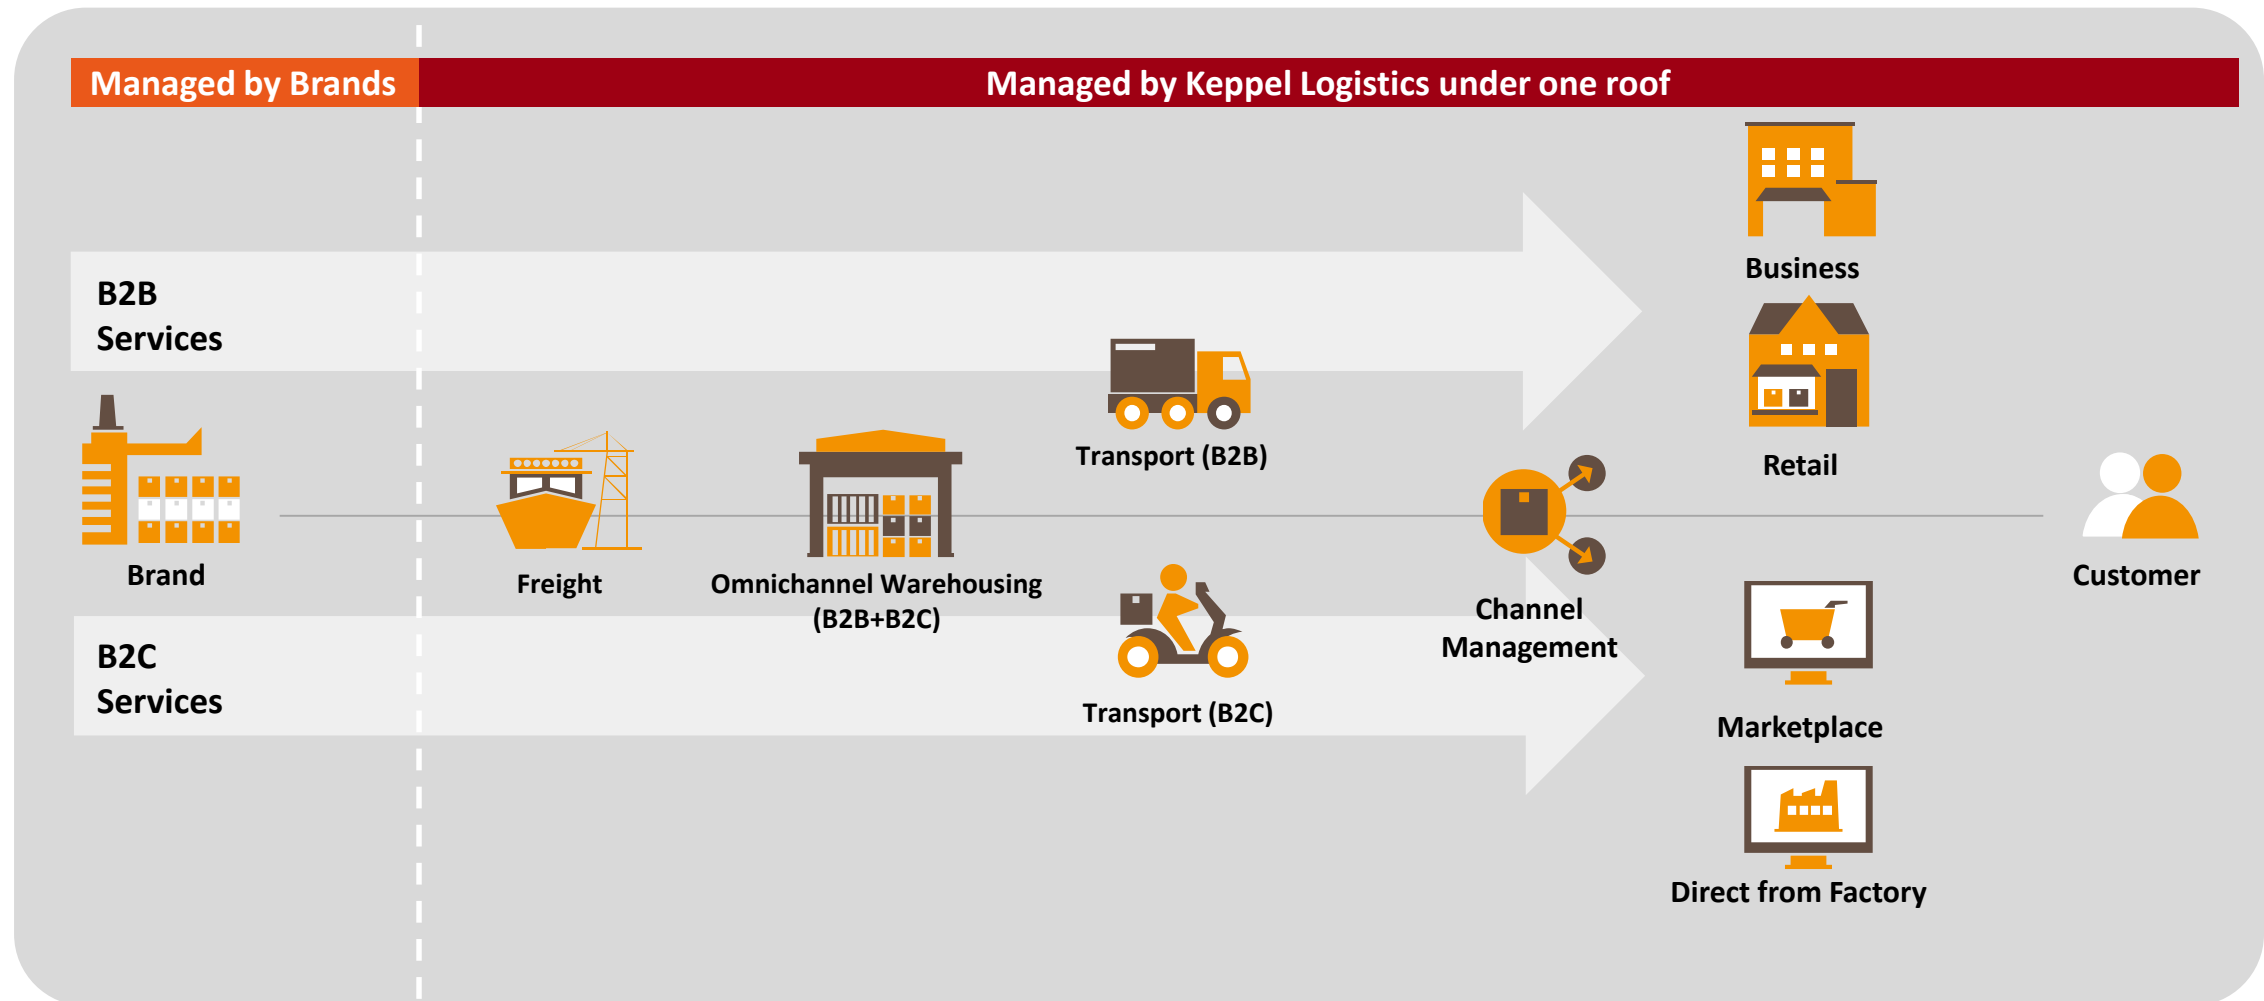 Managed by Brands
Managed by Keppel Logistics under one roof
B2B
Services
Business
Retail
Transport (B2B)
Brand
Freight
Omnichannel Warehousing
(B2B+B2C)
Channel
Management
Customer
B2C
Services
Transport (B2C)
Marketplace
Direct from Factory